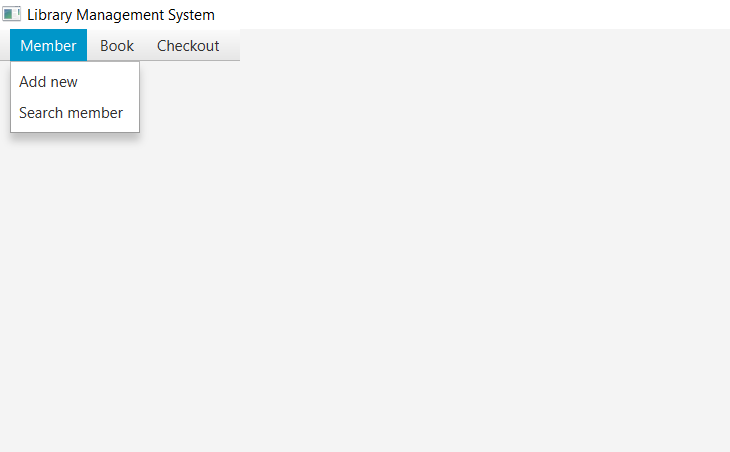 Library Management System
Member Book Checkout
Add new
Search member